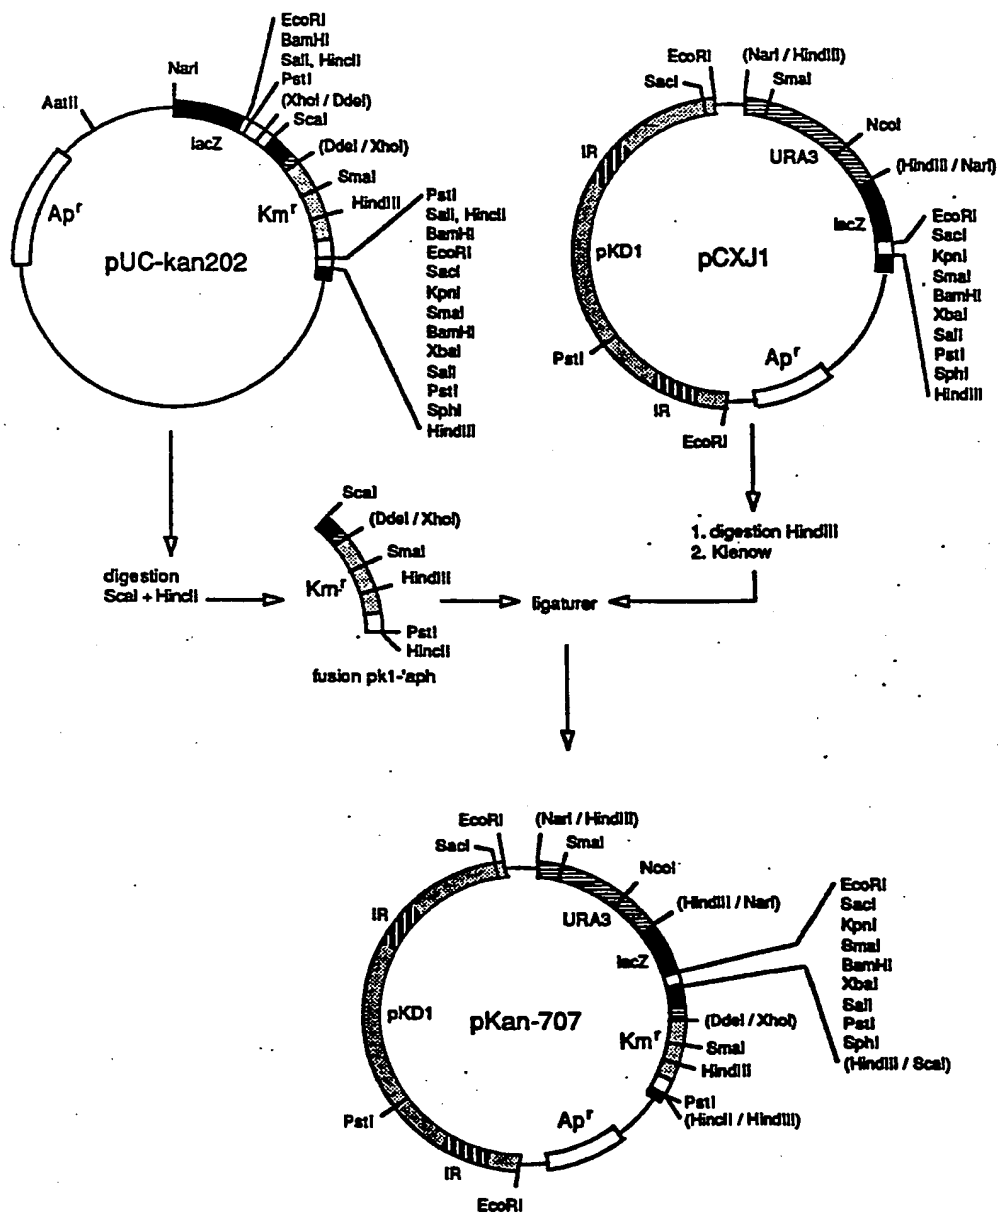 EcoRI
BamHI
SalI, HincII
PstI
(XhoI / DdeI)
ScaI
(DdeI / XhoI)
SmaI
HindIII
NarI
AatII
lacZ
Apʳ
Kmʳ
pUC-kan202
PstI
SalI, HincII
BamHI
EcoRI
SacI
KpnI
SmaI
BamHI
XbaI
SalI
PstI
SphI
HindIII
EcoRI
SacI
(NarI / HindIII)
SmaI
NcoI
URA3
(HindIII / NarI)
lacZ
IR
pKD1
pCXJ1
PstI
IR
EcoRI
Apʳ
EcoRI
SacI
KpnI
SmaI
BamHI
XbaI
SalI
PstI
SphI
HindIII
digestion
ScaI + HincII
ScaI
(DdeI / XhoI)
SmaI
HindIII
Kmʳ
PstI
HincII
fusion pk1-'aph
ligaturer
1. digestion HindIII
2. Klenow
EcoRI
SacI
(NarI / HindIII)
SmaI
NcoI
URA3
(HindIII / NarI)
lacZ
IR
pKD1
pKan-707
Kmʳ
(DdeI / XhoI)
SmaI
HindIII
PstI
(HincII / HindIII)
PstI
IR
EcoRI
Apʳ
EcoRI
SacI
KpnI
SmaI
BamHI
XbaI
SalI
PstI
SphI
(HindIII / ScaI)